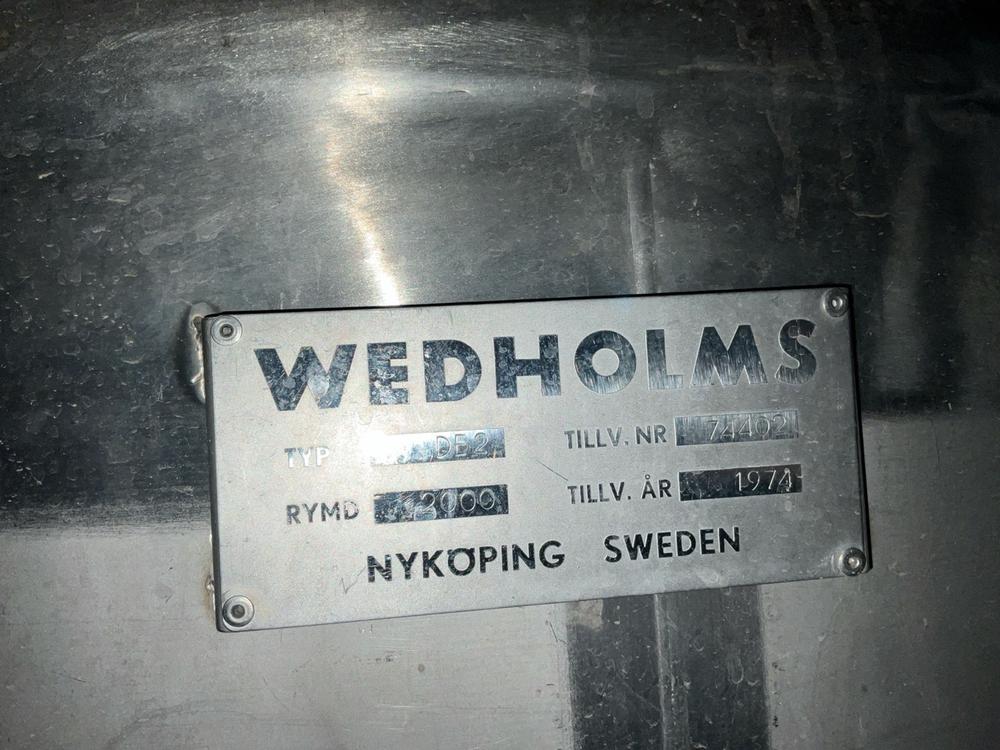 WEDHOLMS
TYP DE2 TILLV. NR 74402
RYMD 2000 TILLV. ÅR 1974
NYKÖPING SWEDEN